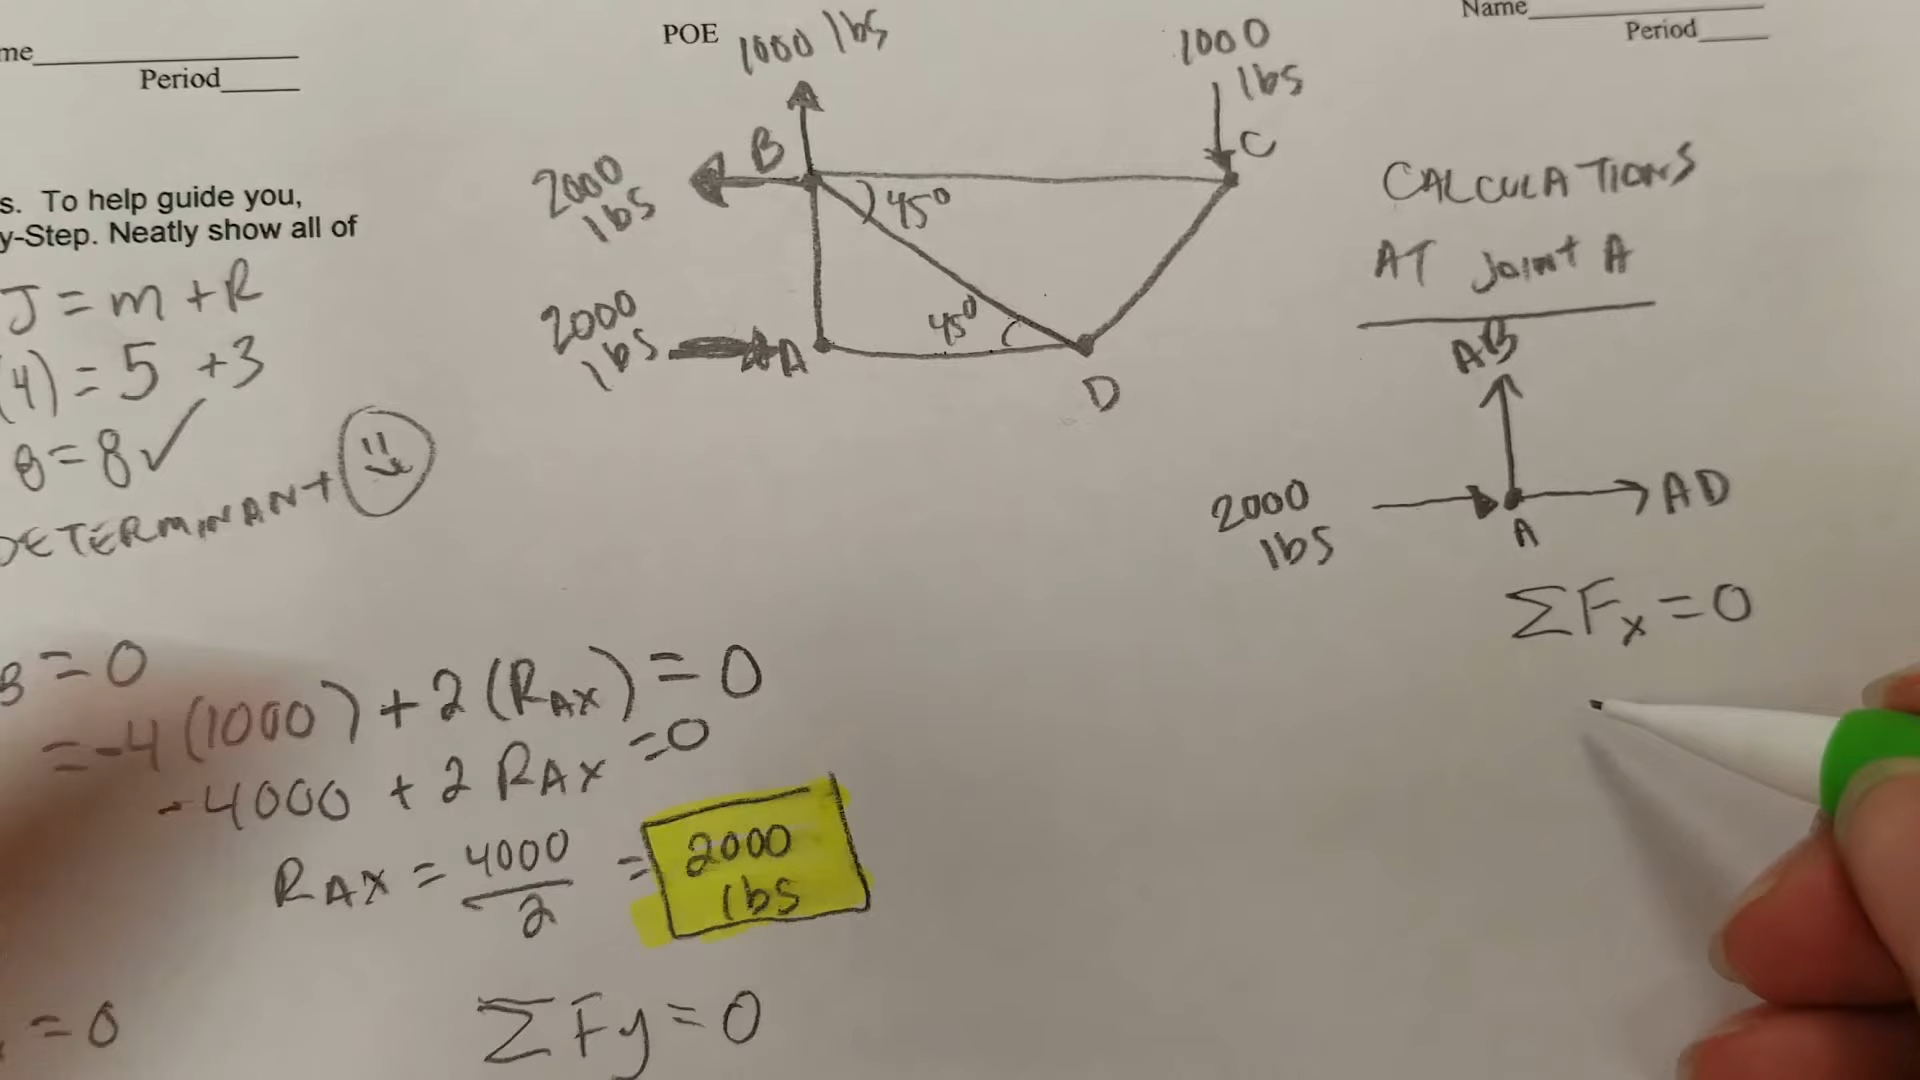 me
Period
POE
Name
Period
s. To help guide you,
y-Step. Neatly show all of
J = m + R
(4) = 5 + 3
8 = 8 ✓
DETERMINANT
1000 lbs
1000
lbs
2000
lbs
B
C
45°
2000
lbs
A
45°
D
CALCULATIONS
AT Joint A
AB
2000
lbs
AD
A
ΣFx = 0
B = 0
= -4(1000) + 2(RAX) = 0
-4000 + 2 RAX = 0
RAX = 4000/2 = 2000
lbs
= 0
ΣFy = 0